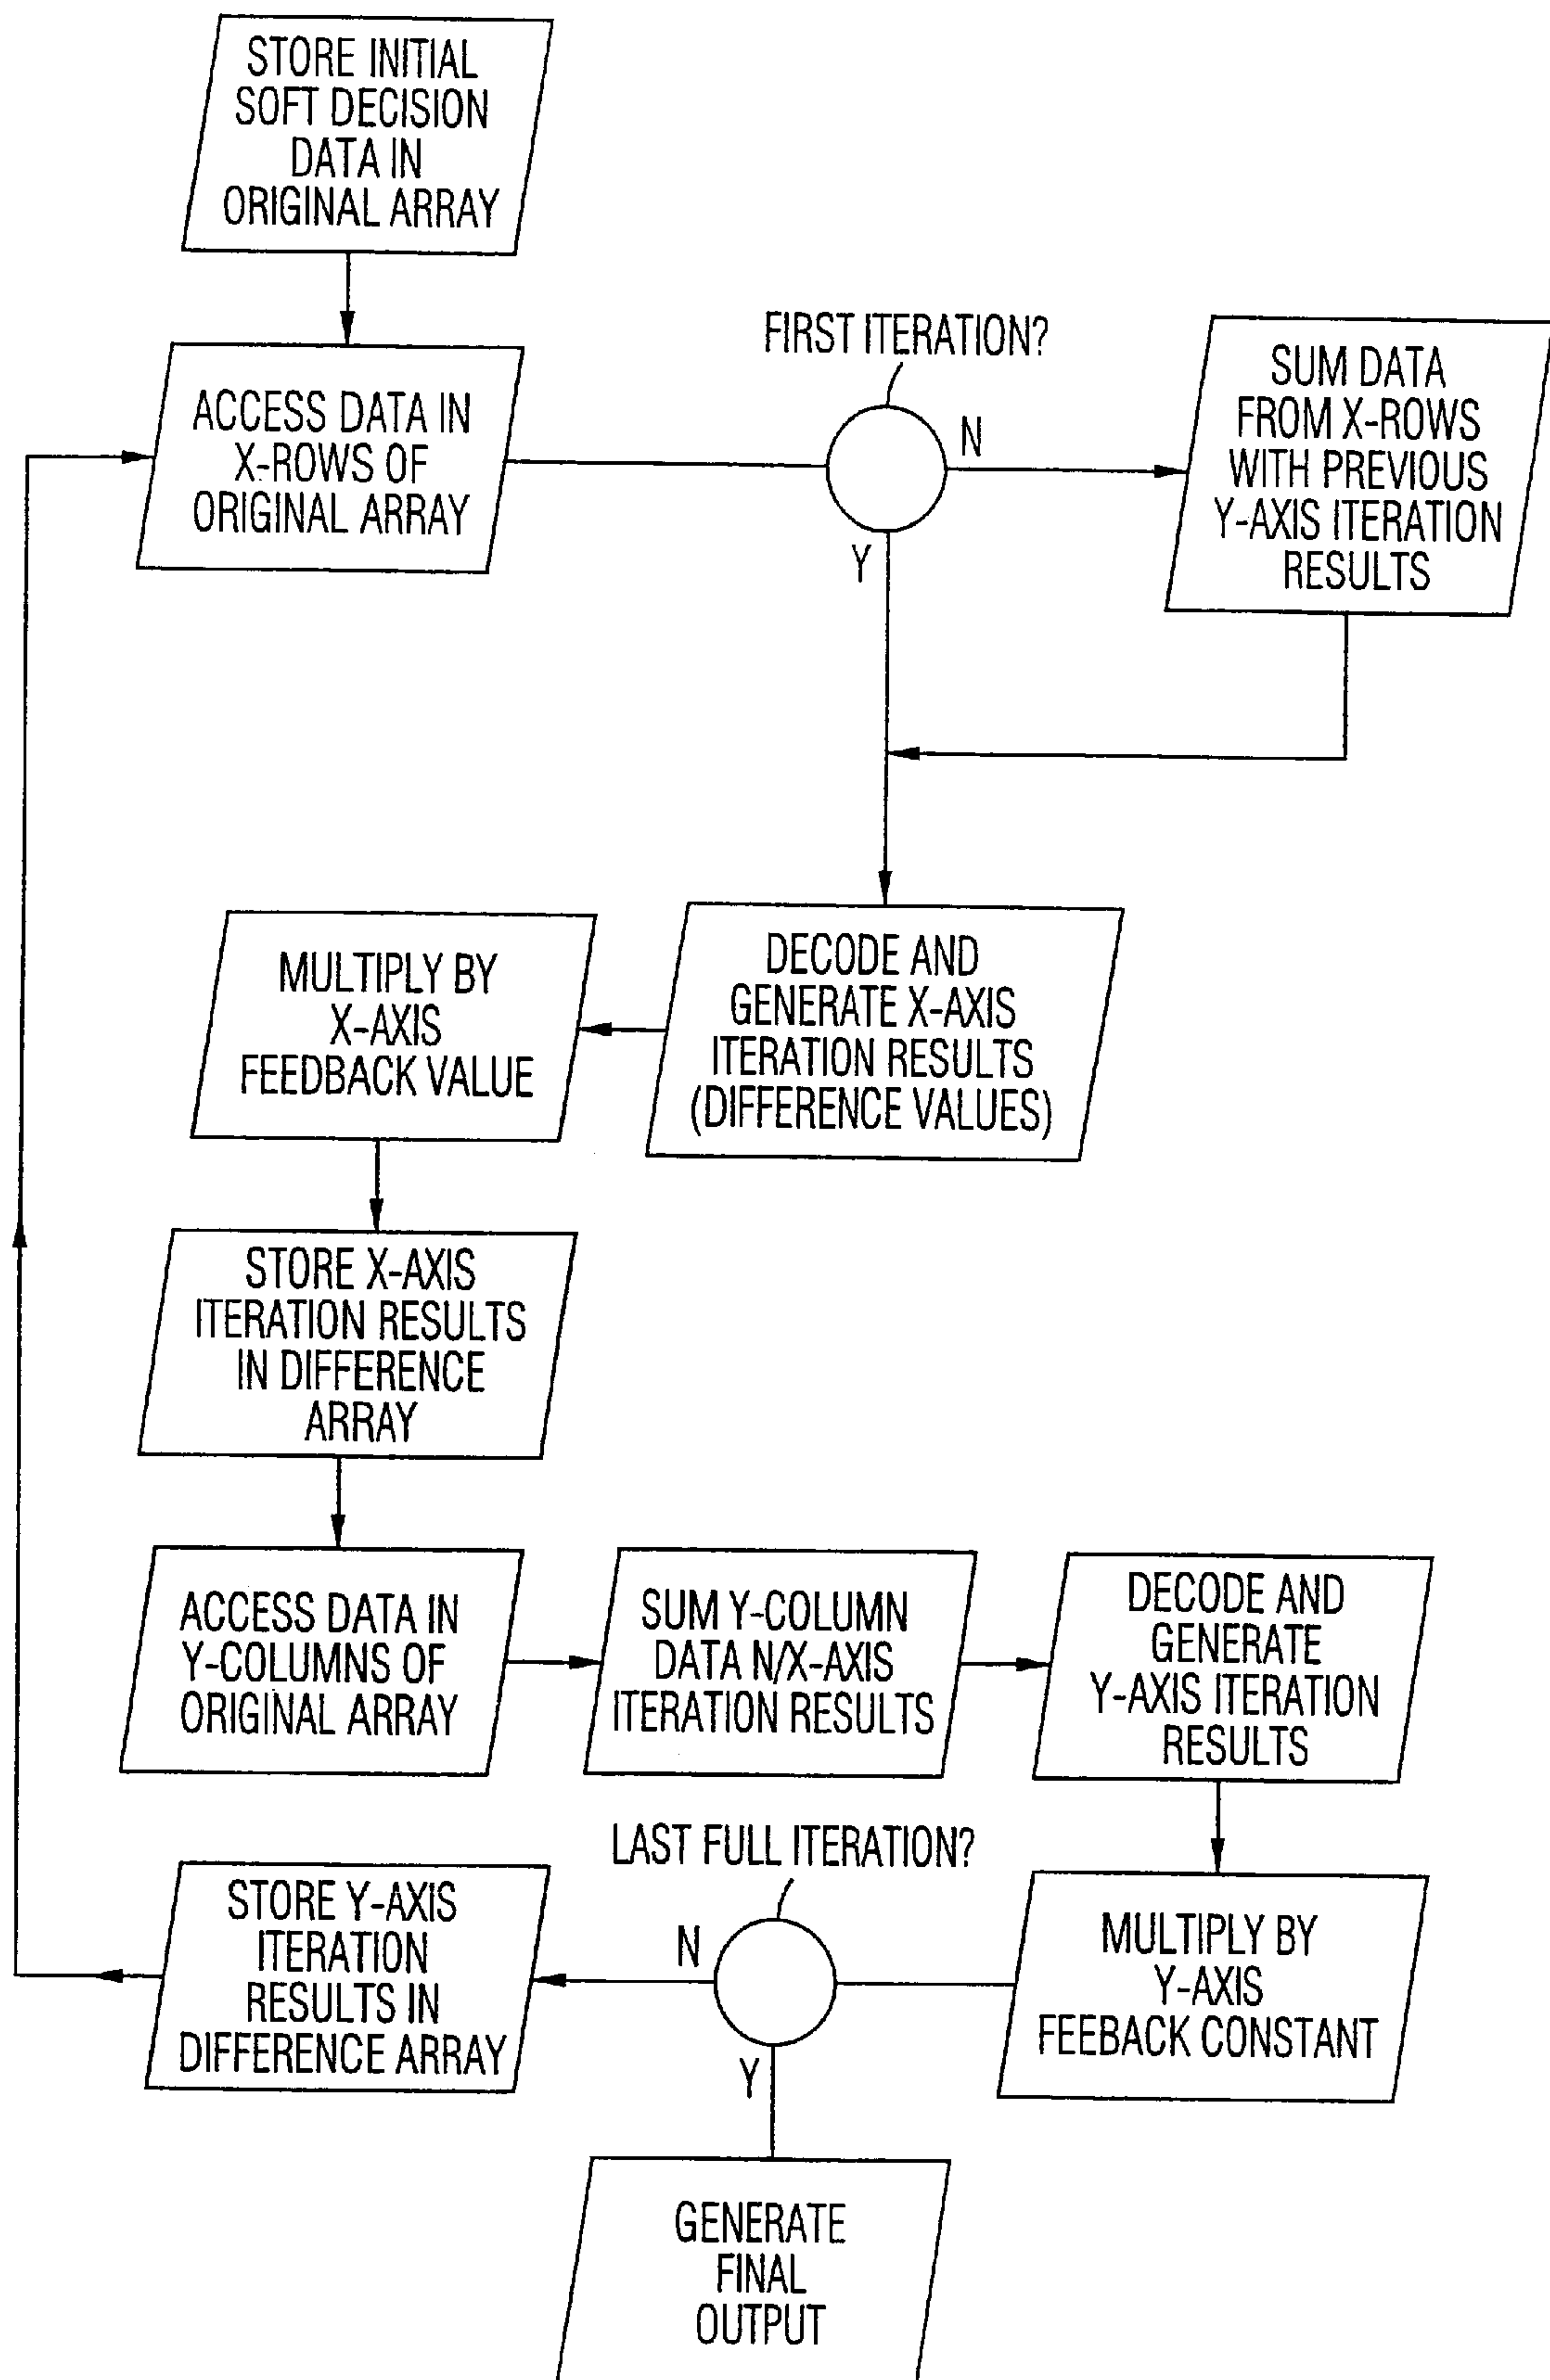 STORE INITIAL
SOFT DECISION
DATA IN
ORIGINAL ARRAY
ACCESS DATA IN
X-ROWS OF
ORIGINAL ARRAY
FIRST ITERATION?
N
Y
SUM DATA
FROM X-ROWS
WITH PREVIOUS
Y-AXIS ITERATION
RESULTS
DECODE AND
GENERATE X-AXIS
ITERATION RESULTS
(DIFFERENCE VALUES)
MULTIPLY BY
X-AXIS
FEEDBACK VALUE
STORE X-AXIS
ITERATION RESULTS
IN DIFFERENCE
ARRAY
ACCESS DATA IN
Y-COLUMNS OF
ORIGINAL ARRAY
SUM Y-COLUMN
DATA N/X-AXIS
ITERATION RESULTS
DECODE AND
GENERATE
Y-AXIS ITERATION
RESULTS
MULTIPLY BY
Y-AXIS
FEEBACK CONSTANT
LAST FULL ITERATION?
N
Y
STORE Y-AXIS
ITERATION
RESULTS IN
DIFFERENCE ARRAY
GENERATE
FINAL
OUTPUT